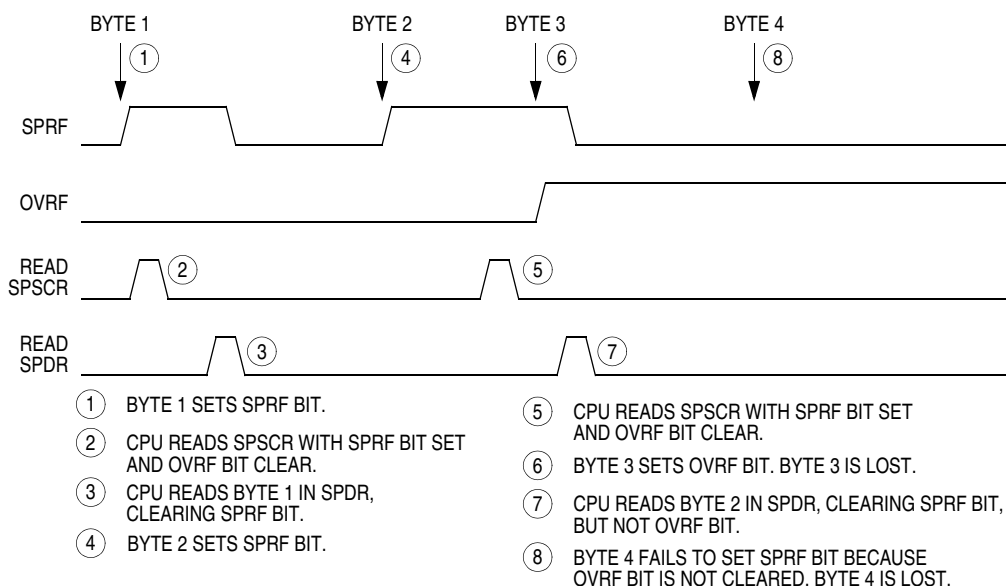 BYTE 1 BYTE 2 BYTE 3 BYTE 4
1 4 6 8
SPRF
OVRF
READ
SPSCR
2 5
READ
SPDR
3 7
1 BYTE 1 SETS SPRF BIT.
2 CPU READS SPSCR WITH SPRF BIT SET
AND OVRF BIT CLEAR.
3 CPU READS BYTE 1 IN SPDR,
CLEARING SPRF BIT.
4 BYTE 2 SETS SPRF BIT.
5 CPU READS SPSCR WITH SPRF BIT SET
AND OVRF BIT CLEAR.
6 BYTE 3 SETS OVRF BIT. BYTE 3 IS LOST.
7 CPU READS BYTE 2 IN SPDR, CLEARING SPRF BIT,
BUT NOT OVRF BIT.
8 BYTE 4 FAILS TO SET SPRF BIT BECAUSE
OVRF BIT IS NOT CLEARED. BYTE 4 IS LOST.